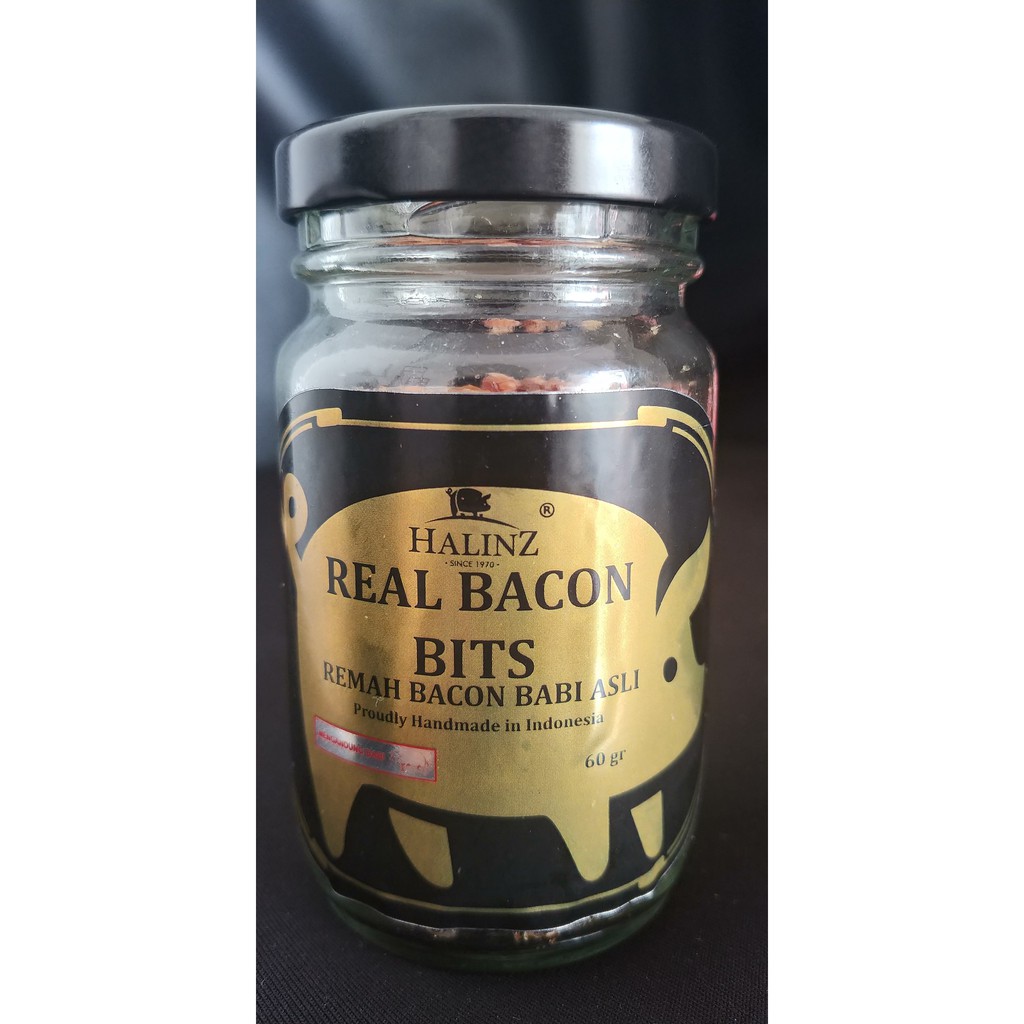 HALINZ
®
- SINCE 1970 -
REAL BACON
BITS
REMAH BACON BABI ASLI
Proudly Handmade in Indonesia
60 gr